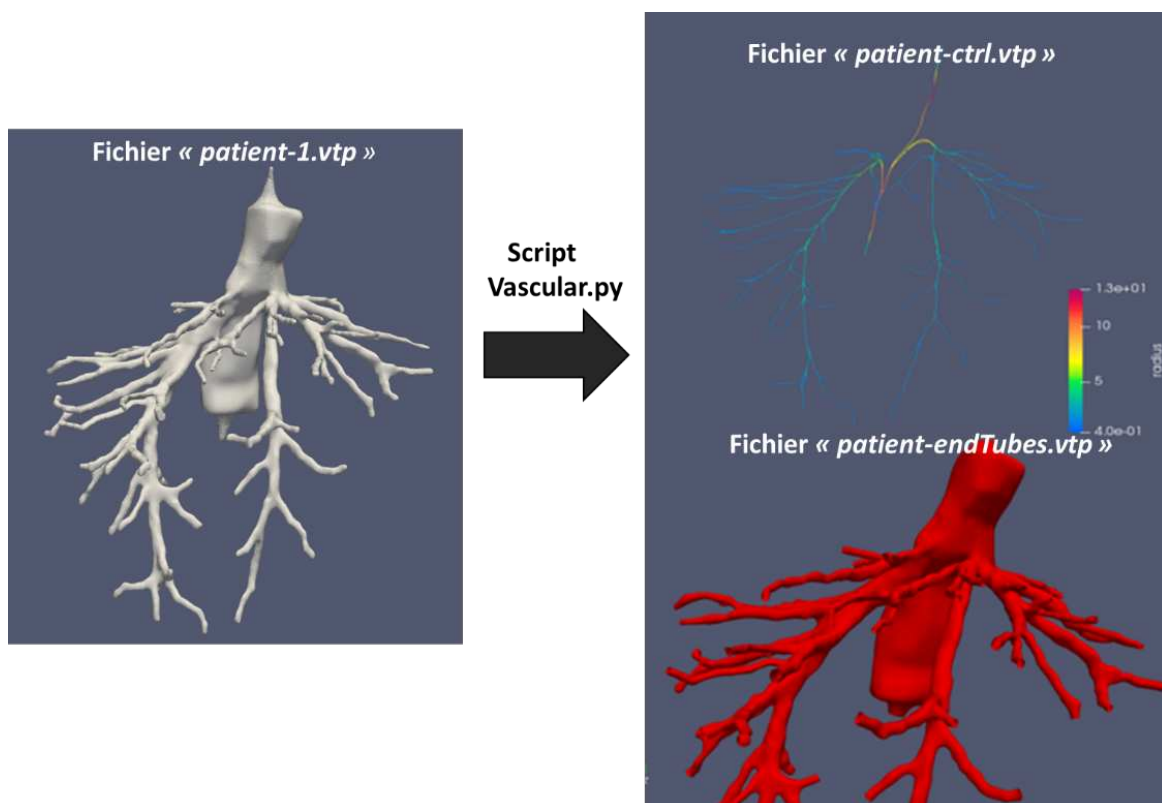 Fichier « patient-1.vtp »
Script
Vascular.py
Fichier « patient-ctrl.vtp »
1.3e+01
10
5
4.0e-01
radius
Fichier « patient-endTubes.vtp »